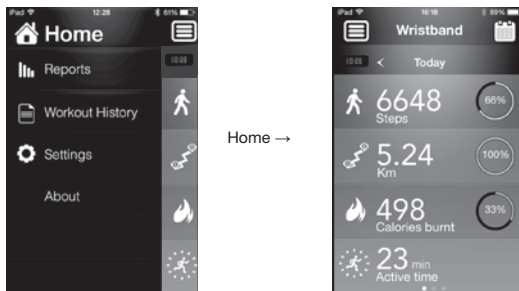 iPad 12:28 61%
Home
10:28
Reports
Workout History
Settings
About
Home →
iPad 16:18 89%
Wristband
10:28 < Today
6648 66%
Steps
5.24 100%
Km
498 33%
Calories burnt
23 min
Active time